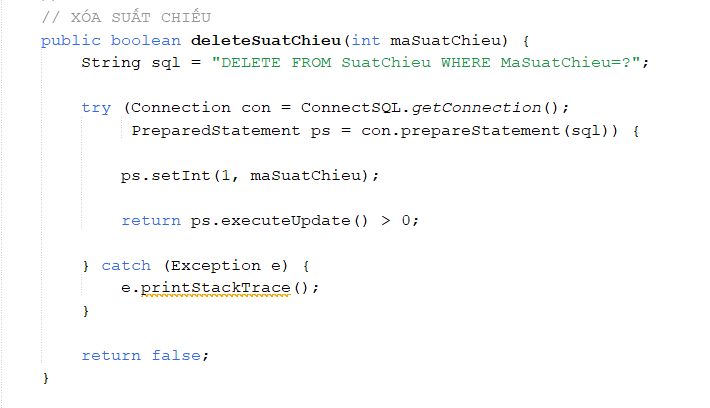 // XÓA SUẤT CHIẾU
public boolean deleteSuatChieu(int maSuatChieu) {
String sql = "DELETE FROM SuatChieu WHERE MaSuatChieu=?";
try (Connection con = ConnectSQL.getConnection();
PreparedStatement ps = con.prepareStatement(sql)) {
ps.setInt(1, maSuatChieu);
return ps.executeUpdate() > 0;
} catch (Exception e) {
e.printStackTrace();
}
return false;
}